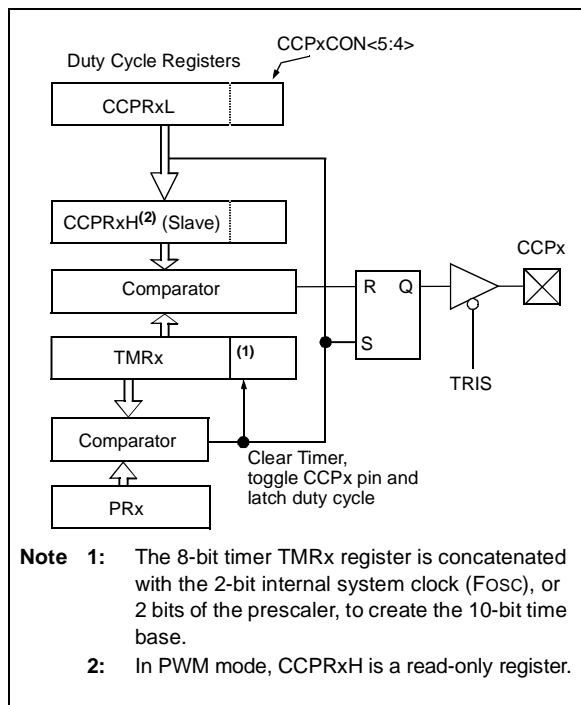 CCPxCON<5:4>
Duty Cycle Registers
CCPRxL
CCPRxH(2) (Slave)
CCPx
Comparator
R Q
TMRx (1)
S
TRIS
Comparator
Clear Timer,
toggle CCPx pin and
latch duty cycle
PRx
Note 1: The 8-bit timer TMRx register is concatenated
with the 2-bit internal system clock (FOSC), or
2 bits of the prescaler, to create the 10-bit time
base.
2: In PWM mode, CCPRxH is a read-only register.